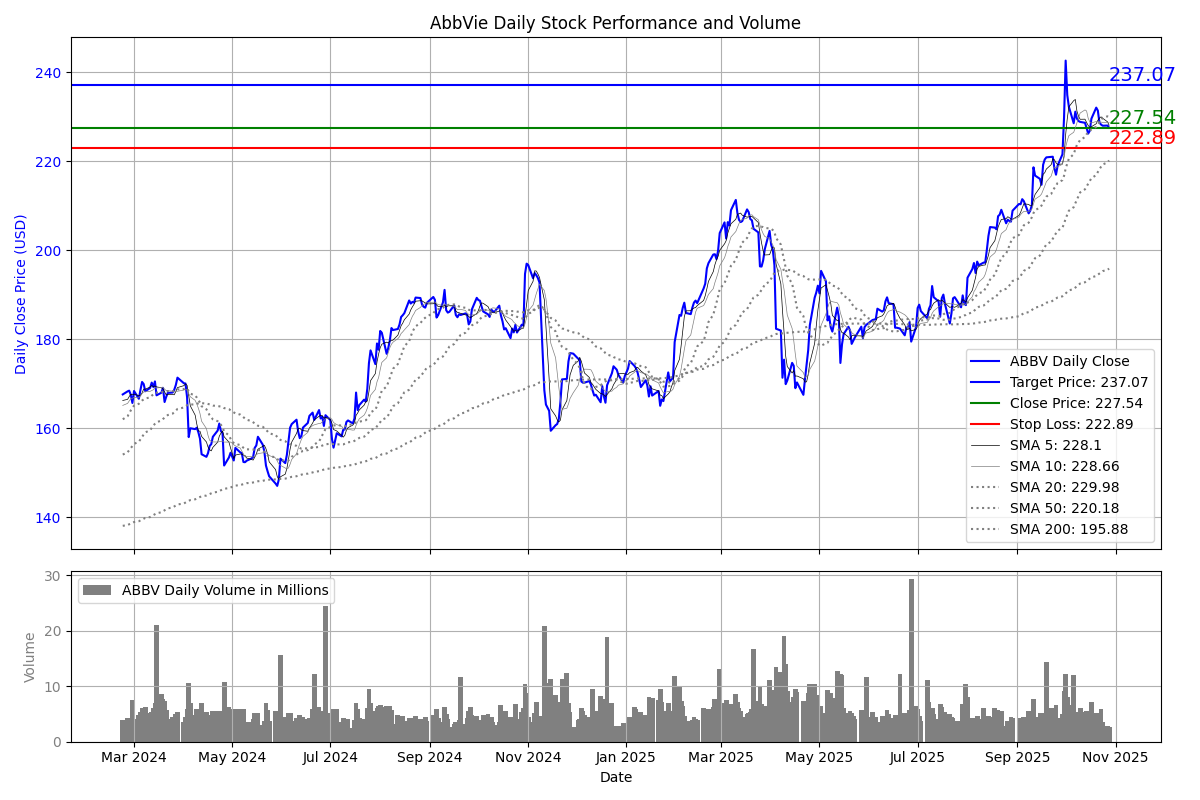 AbbVie Daily Stock Performance and Volume
Daily Close Price (USD)
240
220
200
180
160
140
237.07
227.54
222.89
ABBV Daily Close
Target Price: 237.07
Close Price: 227.54
Stop Loss: 222.89
SMA 5: 228.1
SMA 10: 228.66
SMA 20: 229.98
SMA 50: 220.18
SMA 200: 195.88
Volume
30
20
10
0
ABBV Daily Volume in Millions
Mar 2024 May 2024 Jul 2024 Sep 2024 Nov 2024 Jan 2025 Mar 2025 May 2025 Jul 2025 Sep 2025 Nov 2025
Date